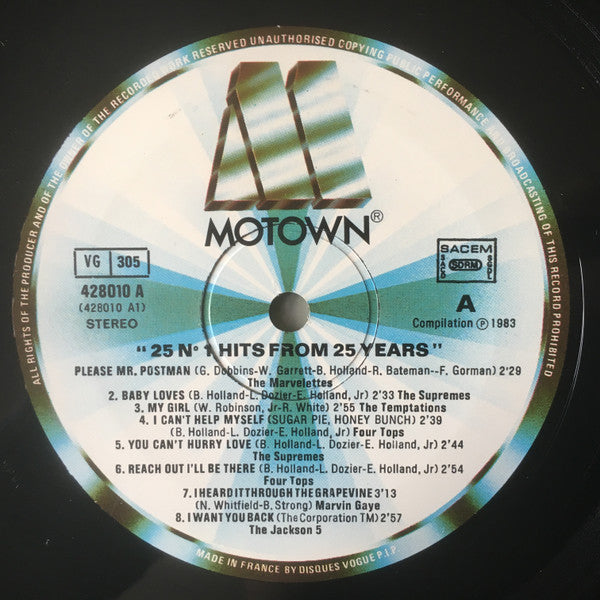 ALL RIGHTS OF THE PRODUCER AND OF THE OWNER OF THE RECORDED WORK RESERVED UNAUTHORISED COPYING PUBLIC PERFORMANCE AND BROADCASTING OF THIS RECORD PROHIBITED
M
MOTOWN®
VG 305
428010 A
(428010 A1)
STEREO
SACEM
SACD SDRM SGDL
A
Compilation Ⓟ 1983
"25 N° 1 HITS FROM 25 YEARS"
PLEASE MR. POSTMAN (G. Dobbins-W. Garrett-B. Holland-R. Bateman--F. Gorman) 2'29
The Marvelettes
2. BABY LOVES (B. Holland-L. Dozier-E. Holland, Jr) 2'33 The Supremes
3. MY GIRL (W. Robinson, Jr-R. White) 2'55 The Temptations
4. I CAN'T HELP MYSELF (SUGAR PIE, HONEY BUNCH) 2'39
(B. Holland-L. Dozier-E. Holland, Jr) Four Tops
5. YOU CAN'T HURRY LOVE (B. Holland-L. Dozier-E. Holland, Jr) 2'44
The Supremes
6. REACH OUT I'LL BE THERE (B. Holland-L. Dozier-E. Holland, Jr) 2'54
Four Tops
7. I HEARD IT THROUGH THE GRAPEVINE 3'13
(N. Whitfield-B. Strong) Marvin Gaye
8. I WANT YOU BACK (The Corporation TM) 2'57
The Jackson 5
MADE IN FRANCE BY DISQUES VOGUE P.I.P